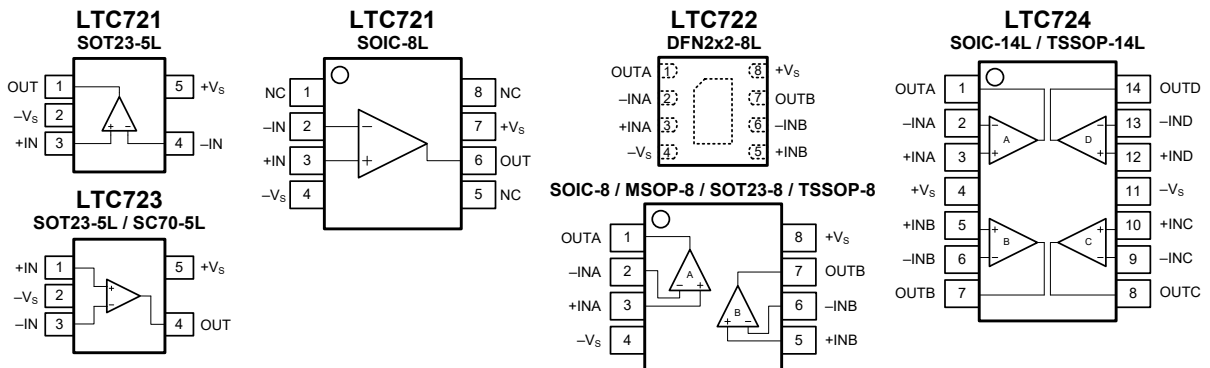 LTC721
SOT23-5L
OUT 1 5 +VS
–VS 2
+IN 3 4 –IN
+ –
LTC723
SOT23-5L / SC70-5L
+IN 1 5 +VS
–VS 2
–IN 3 4 OUT
+
–
LTC721
SOIC-8L
NC 1 8 NC
–IN 2 – 7 +VS
+IN 3 + 6 OUT
–VS 4 5 NC
LTC722
DFN2x2-8L
OUTA 1 8 +VS
–INA 2 7 OUTB
+INA 3 6 –INB
–VS 4 5 +INB
SOIC-8 / MSOP-8 / SOT23-8 / TSSOP-8
OUTA 1 8 +VS
–INA 2 A 7 OUTB
– +
+INA 3 B 6 –INB
+ –
–VS 4 5 +INB
LTC724
SOIC-14L / TSSOP-14L
OUTA 1 14 OUTD
–INA 2 – – 13 –IND
A D
+INA 3 + + 12 +IND
+VS 4 11 –VS
+INB 5 + + 10 +INC
B C
–INB 6 – – 9 –INC
OUTB 7 8 OUTC